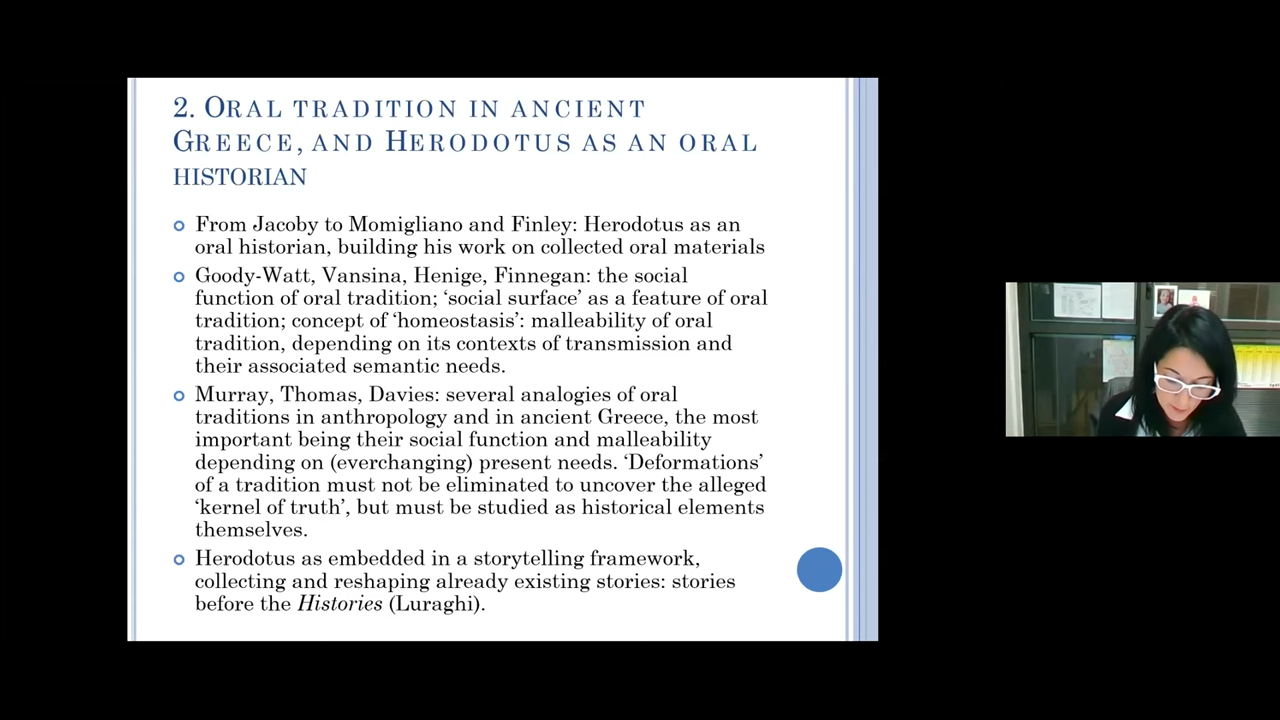 2. Oral tradition in ancient
Greece, and Herodotus as an oral
historian
From Jacoby to Momigliano and Finley: Herodotus as an
oral historian, building his work on collected oral materials
Goody-Watt, Vansina, Henige, Finnegan: the social
function of oral tradition; ‘social surface’ as a feature of oral
tradition; concept of ‘homeostasis’: malleability of oral
tradition, depending on its contexts of transmission and
their associated semantic needs.
Murray, Thomas, Davies: several analogies of oral
traditions in anthropology and in ancient Greece, the most
important being their social function and malleability
depending on (everchanging) present needs. ‘Deformations’
of a tradition must not be eliminated to uncover the alleged
‘kernel of truth’, but must be studied as historical elements
themselves.
Herodotus as embedded in a storytelling framework,
collecting and reshaping already existing stories: stories
before the Histories (Luraghi).